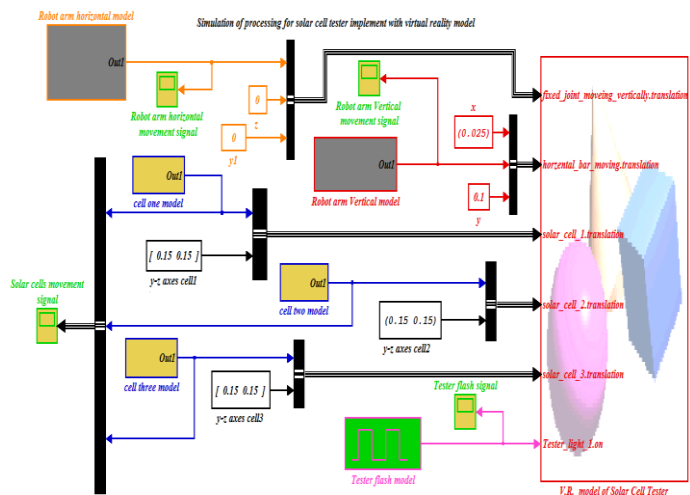 Simulation of processing for solar cell tester implement with virtual reality model
Robot arm horizontal model
Out1
Robot arm horizontal
movement signal
0
z
0
y1
Robot arm Vertical
movement signal
x
(0.025)
Out1
Robot arm Vertical model
0.1
y
fixed_joint_moveing_vertically.translation
horzental_bar_moving.translation
solar_cell_1.translation
solar_cell_2.translation
solar_cell_3.translation
Tester_light_1.on
V.R. model of Solar Cell Tester
Out1
cell one model
[ 0.15 0.15 ]
y-z axes cell1
Solar cells movement
signal
Out1
cell two model
(0.15 0.15)
y-z axes cell2
Out1
cell three model
[ 0.15 0.15 ]
y-z axes cell3
Tester flash signal
Tester flash model